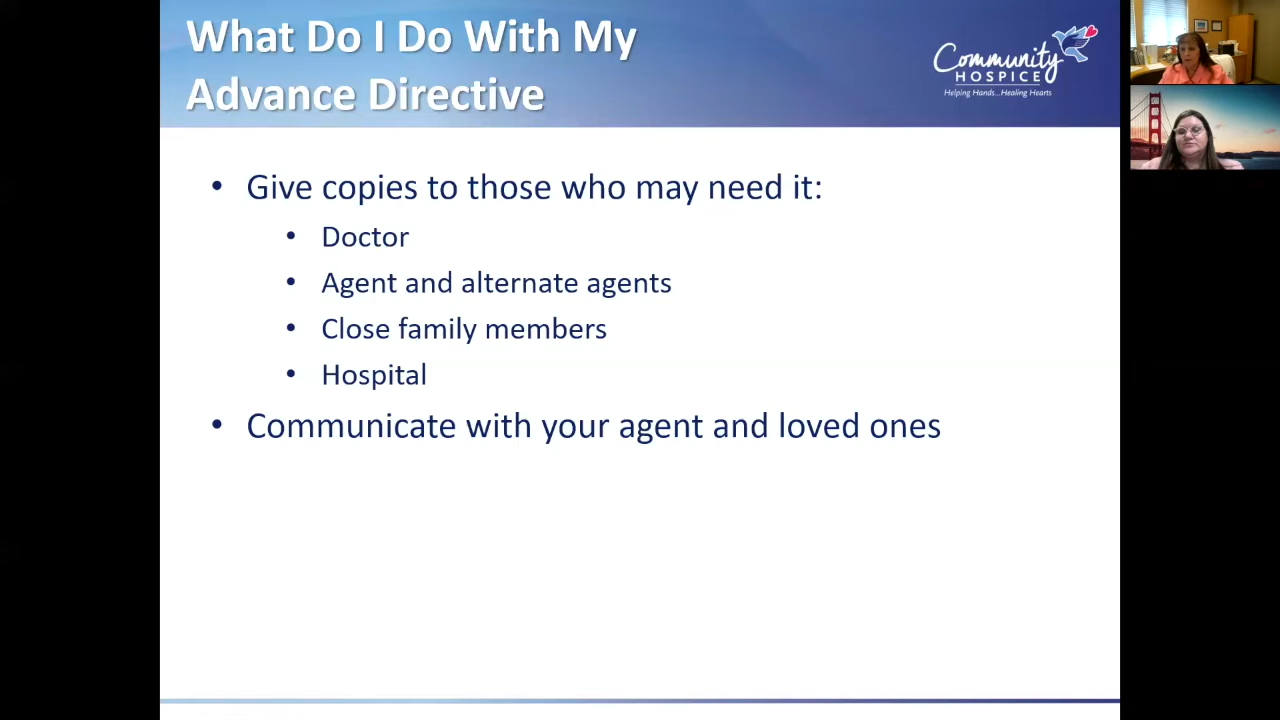 What Do I Do With My
Advance Directive
Community
HOSPICE
Helping Hands...Healing Hearts
• Give copies to those who may need it:
• Doctor
• Agent and alternate agents
• Close family members
• Hospital
• Communicate with your agent and loved ones